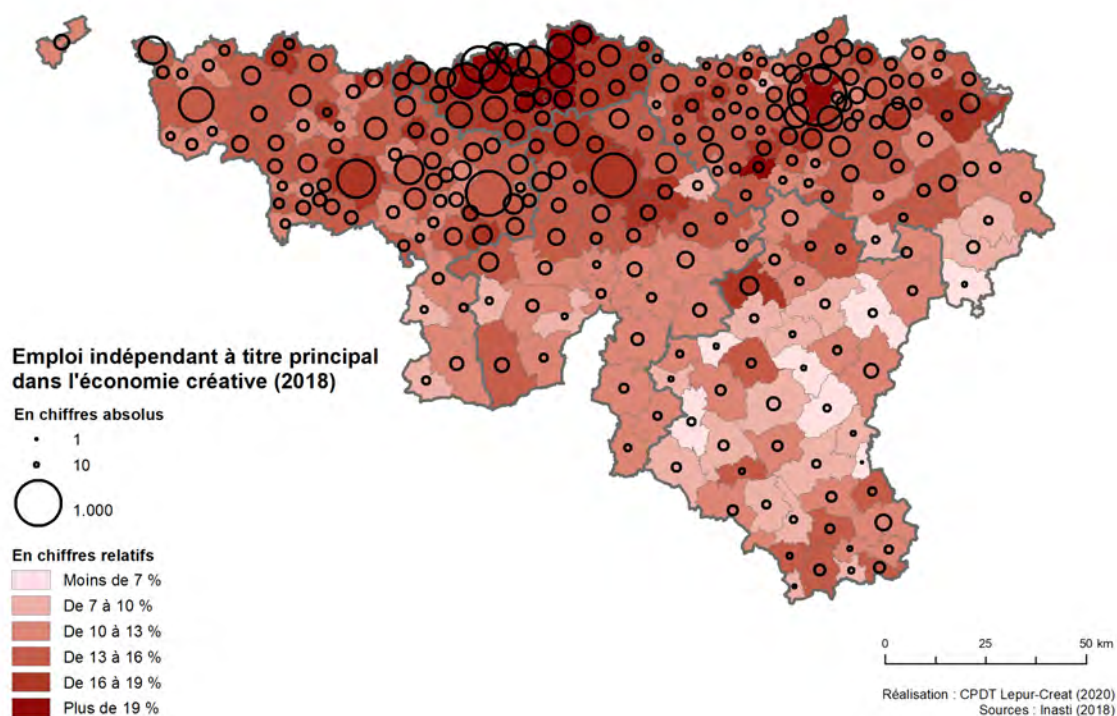 Emploi indépendant à titre principal
dans l'économie créative (2018)
En chiffres absolus
1
10
1.000
En chiffres relatifs
Moins de 7 %
De 7 à 10 %
De 10 à 13 %
De 13 à 16 %
De 16 à 19 %
Plus de 19 %
0 25 50 km
Réalisation : CPDT Lepur-Creat (2020)
Sources : Inasti (2018)